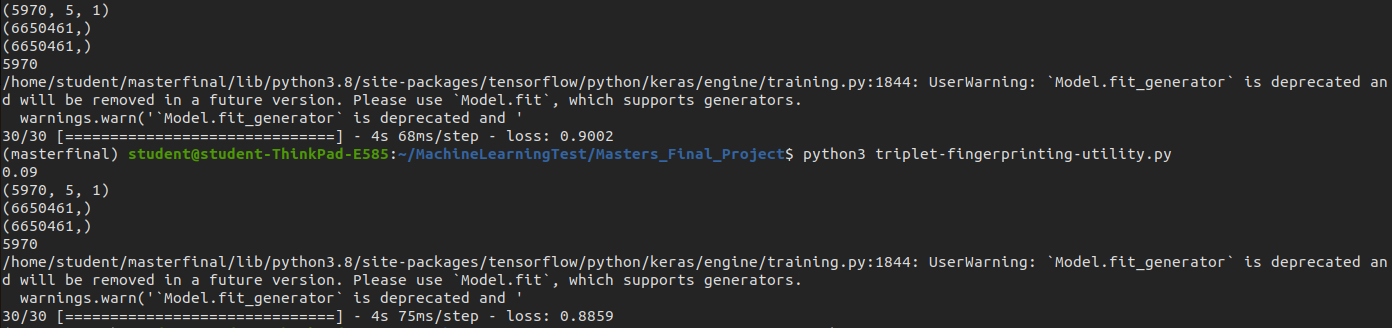 (5970, 5, 1)
(6650461,)
(6650461,)
5970
/home/student/masterfinal/lib/python3.8/site-packages/tensorflow/python/keras/engine/training.py:1844: UserWarning: `Model.fit_generator` is deprecated an
d will be removed in a future version. Please use `Model.fit`, which supports generators.
  warnings.warn('`Model.fit_generator` is deprecated and '
30/30 [==============================] - 4s 68ms/step - loss: 0.9002
(masterfinal) student@student-ThinkPad-E585:~/MachineLearningTest/Masters_Final_Project$ python3 triplet-fingerprinting-utility.py
0.09
(5970, 5, 1)
(6650461,)
(6650461,)
5970
/home/student/masterfinal/lib/python3.8/site-packages/tensorflow/python/keras/engine/training.py:1844: UserWarning: `Model.fit_generator` is deprecated an
d will be removed in a future version. Please use `Model.fit`, which supports generators.
  warnings.warn('`Model.fit_generator` is deprecated and '
30/30 [==============================] - 4s 75ms/step - loss: 0.8859